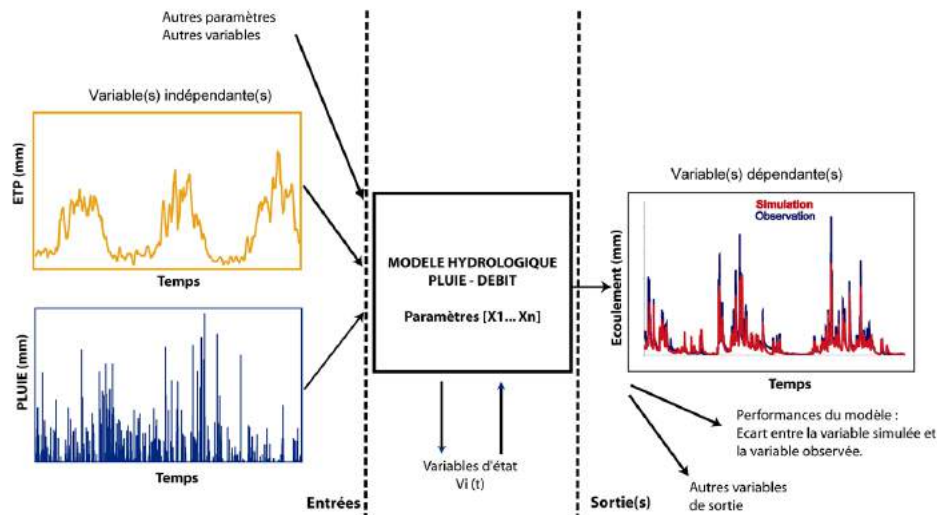 Autres paramètres
Autres variables
Variable(s) indépendante(s)
ETP (mm)
Temps
PLUIE (mm)
Temps
Entrées
MODELE HYDROLOGIQUE
PLUIE - DEBIT
Paramètres [X1... Xn]
Variables d'état
Vi (t)
Variable(s) dépendante(s)
Simulation
Observation
Ecoulement (mm)
Temps
Performances du modèle :
Ecart entre la variable simulée et
la variable observée.
Autres variables
de sortie
Sortie(s)